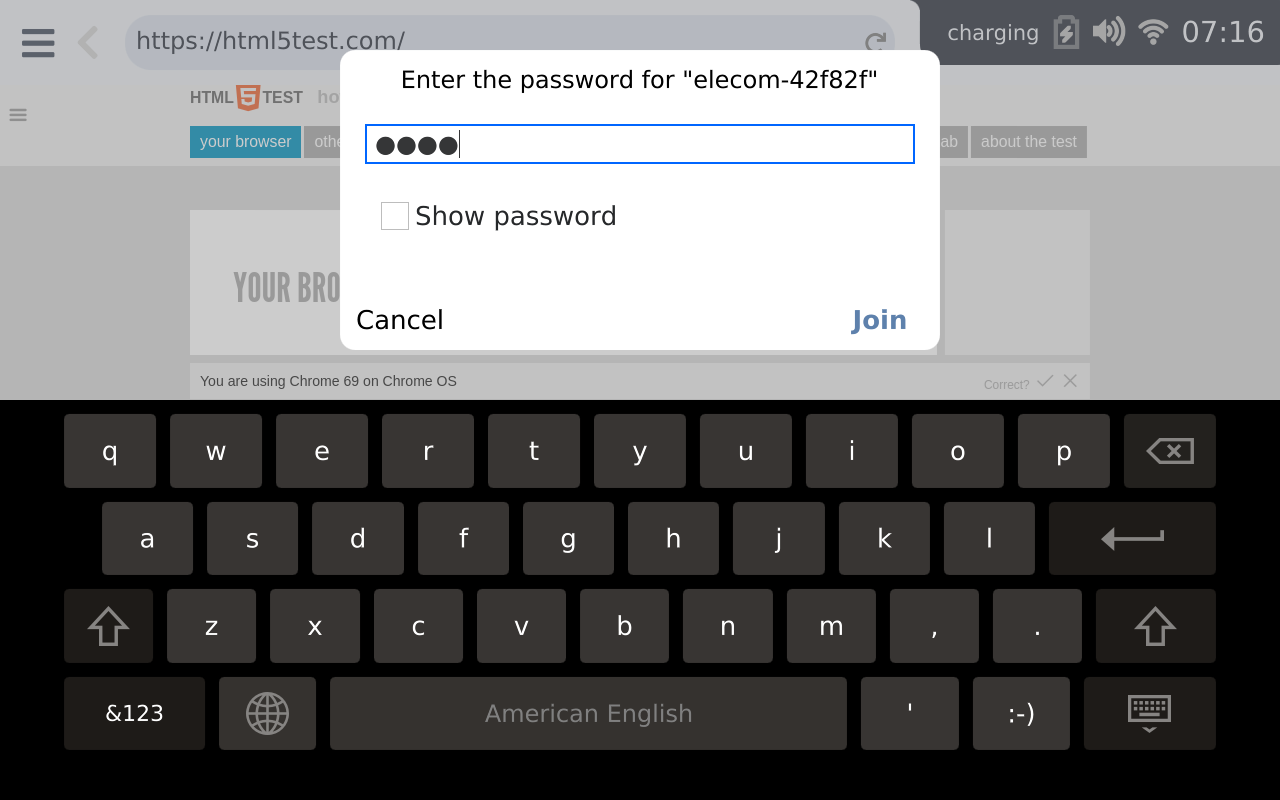 https://html5test.com/
charging 07:16
Enter the password for "elecom-42f82f"
HTML 5 TEST ho
●●●●
your browser othe ab about the test
Show password
YOUR BRO
Cancel Join
You are using Chrome 69 on Chrome OS Correct?
q w e r t y u i o p
a s d f g h j k l
z x c v b n m , .
&123 American English ' :-)